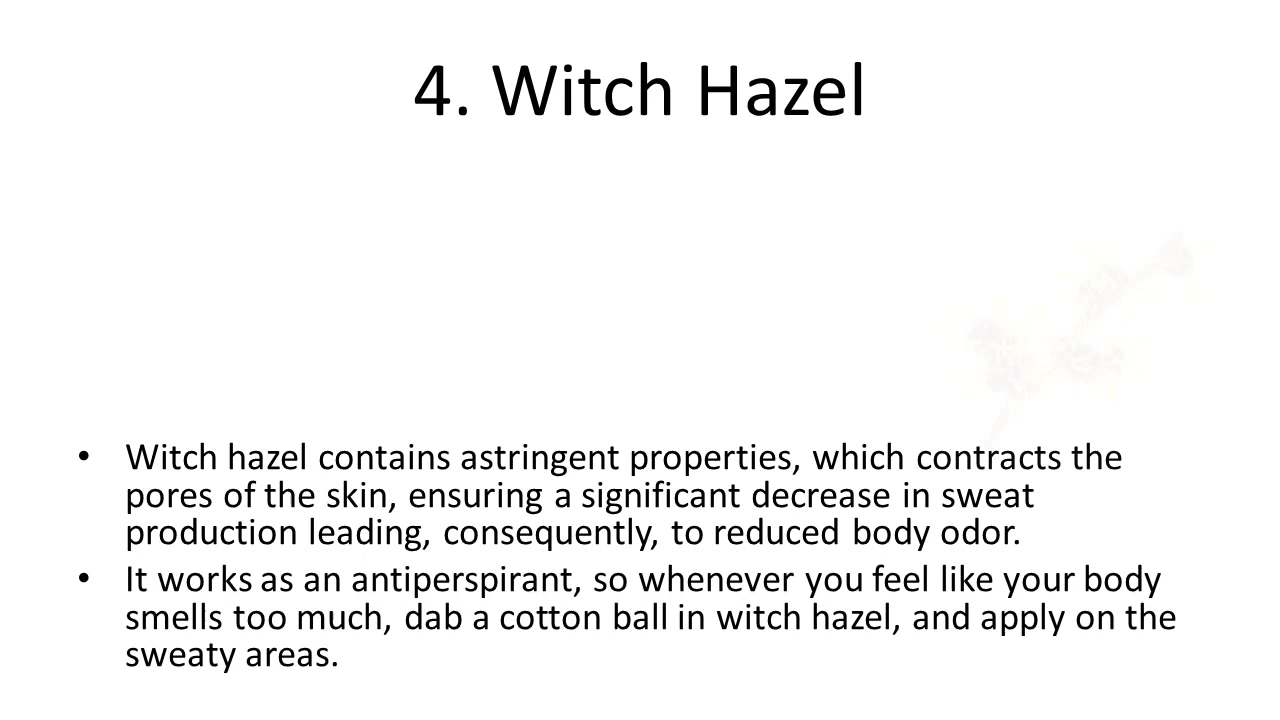 4. Witch Hazel
• Witch hazel contains astringent properties, which contracts the
pores of the skin, ensuring a significant decrease in sweat
production leading, consequently, to reduced body odor.
• It works as an antiperspirant, so whenever you feel like your body
smells too much, dab a cotton ball in witch hazel, and apply on the
sweaty areas.